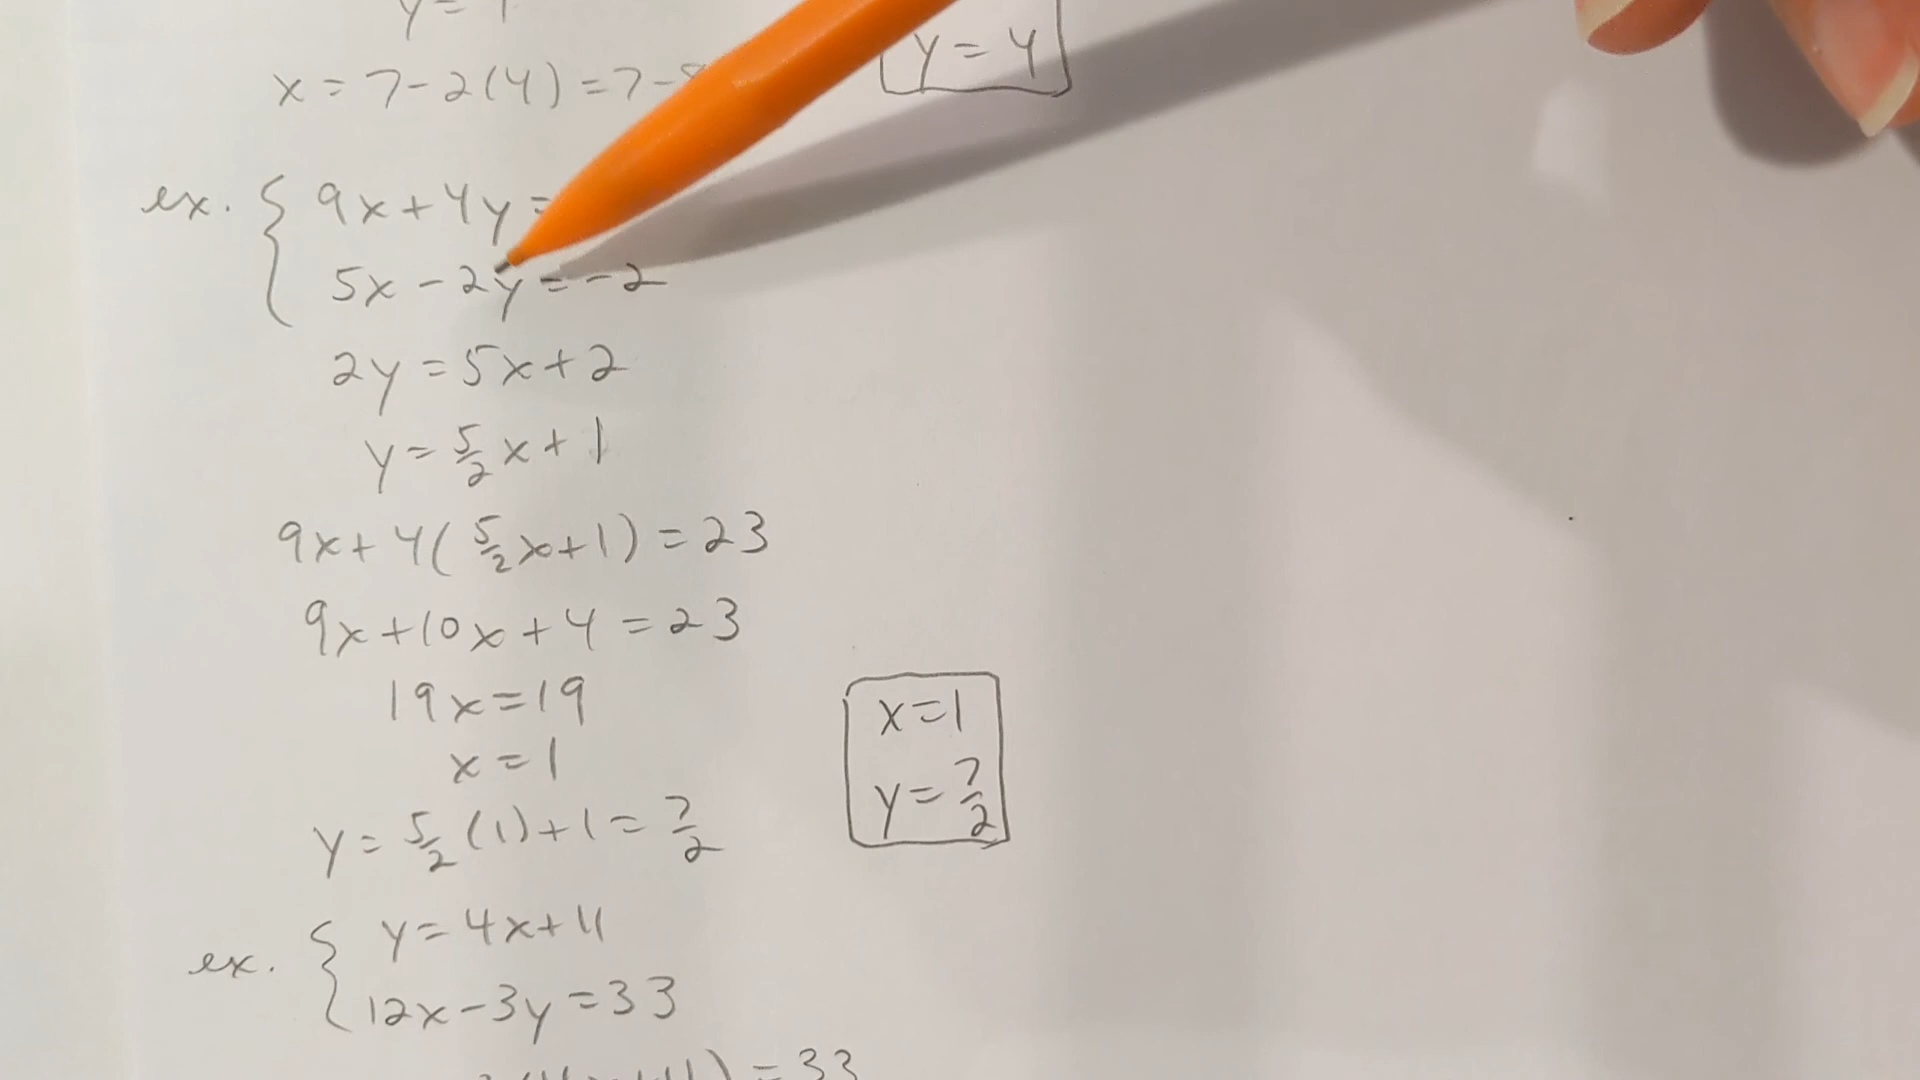 y = 4
x = 7 - 2(4) = 7 -
ex. { 9x + 4y =
5x - 2y = -2
2y = 5x + 2
y = 5/2 x + 1
9x + 4( 5/2 x + 1) = 23
9x + 10x + 4 = 23
19x = 19
x = 1
y = 5/2 (1) + 1 = 7/2
x = 1
y = 7/2
ex. { y = 4x + 11
12x - 3y = 33
) = 33